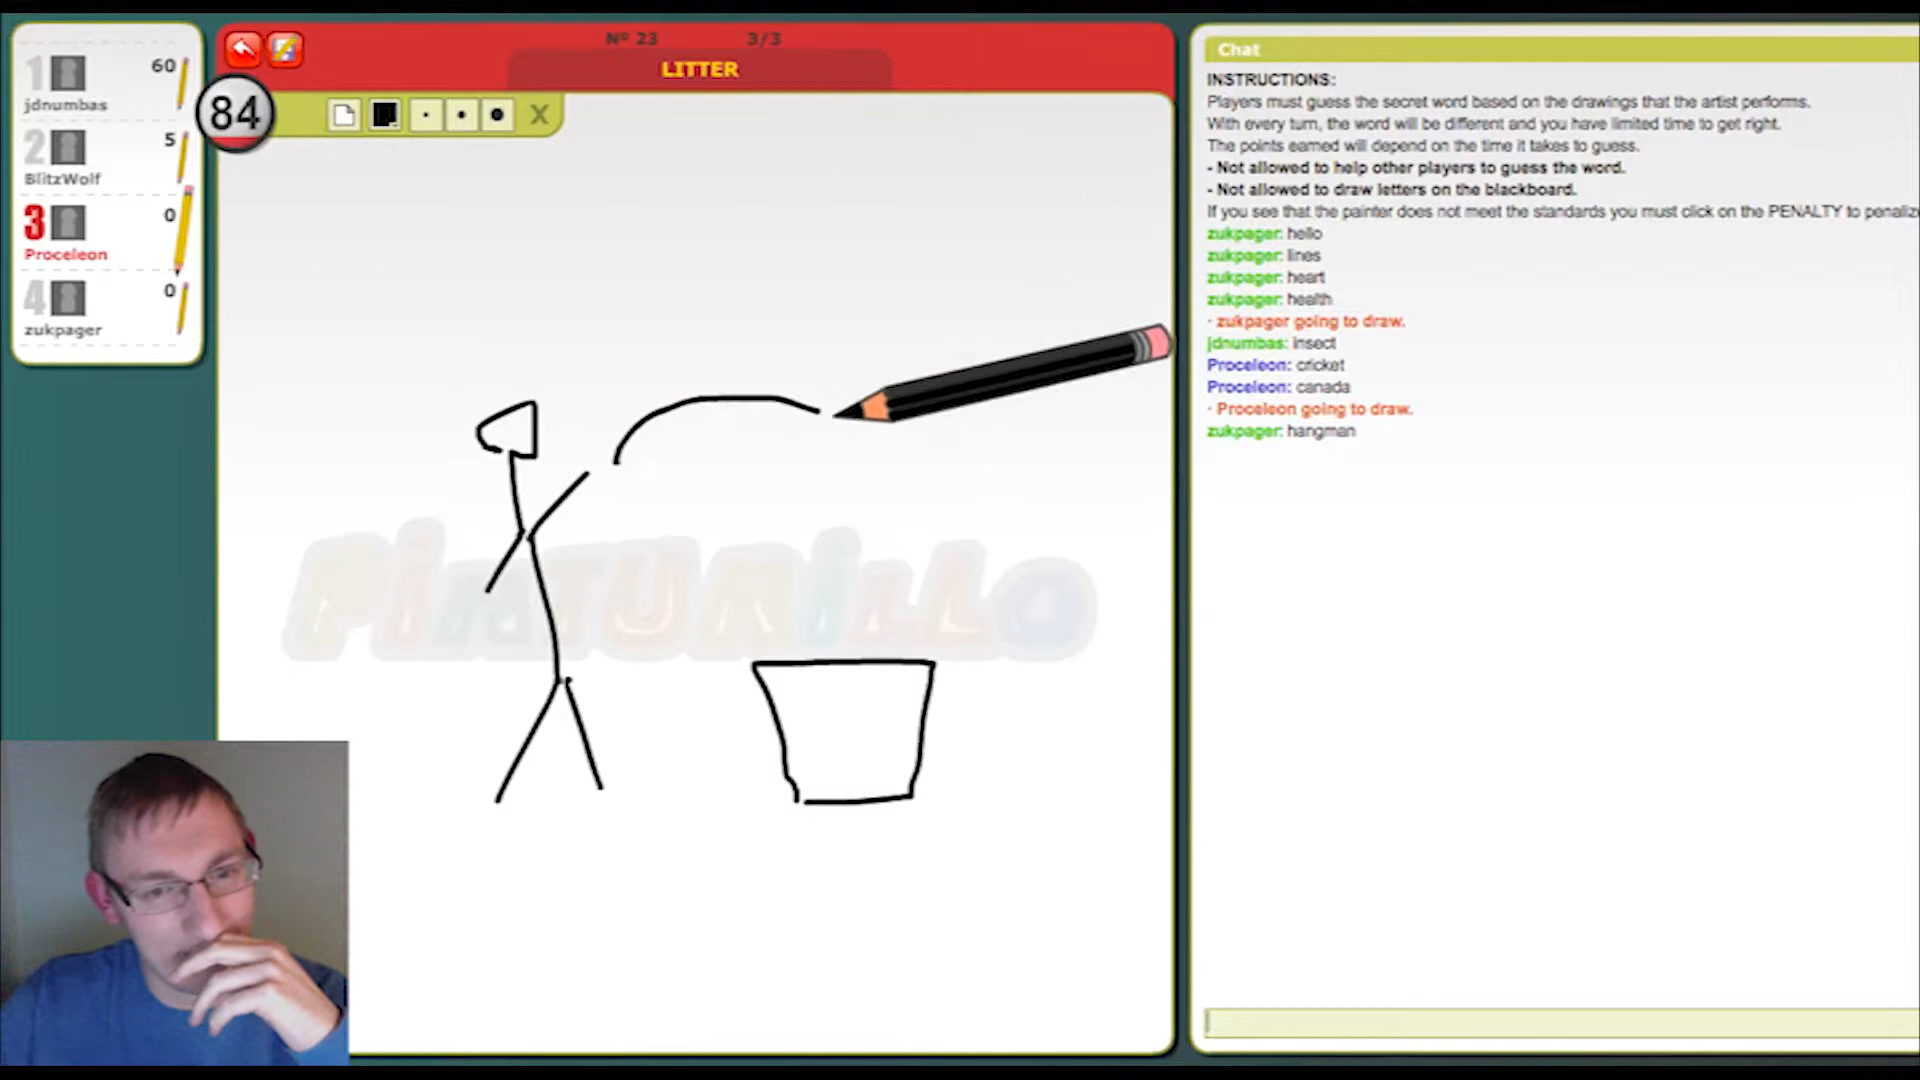 1
60
jdnumbas
2
5
BlitzWolf
3
0
Proceleon
4
0
zukpager
Nº 23 3/3
LITTER
84
X
PINTURILLO
Chat
INSTRUCTIONS:
Players must guess the secret word based on the drawings that the artist performs.
With every turn, the word will be different and you have limited time to get right.
The points earned will depend on the time it takes to guess.
- Not allowed to help other players to guess the word.
- Not allowed to draw letters on the blackboard.
If you see that the painter does not meet the standards you must click on the PENALTY to penalize
zukpager: hello
zukpager: lines
zukpager: heart
zukpager: health
· zukpager going to draw.
jdnumbas: insect
Proceleon: cricket
Proceleon: canada
· Proceleon going to draw.
zukpager: hangman